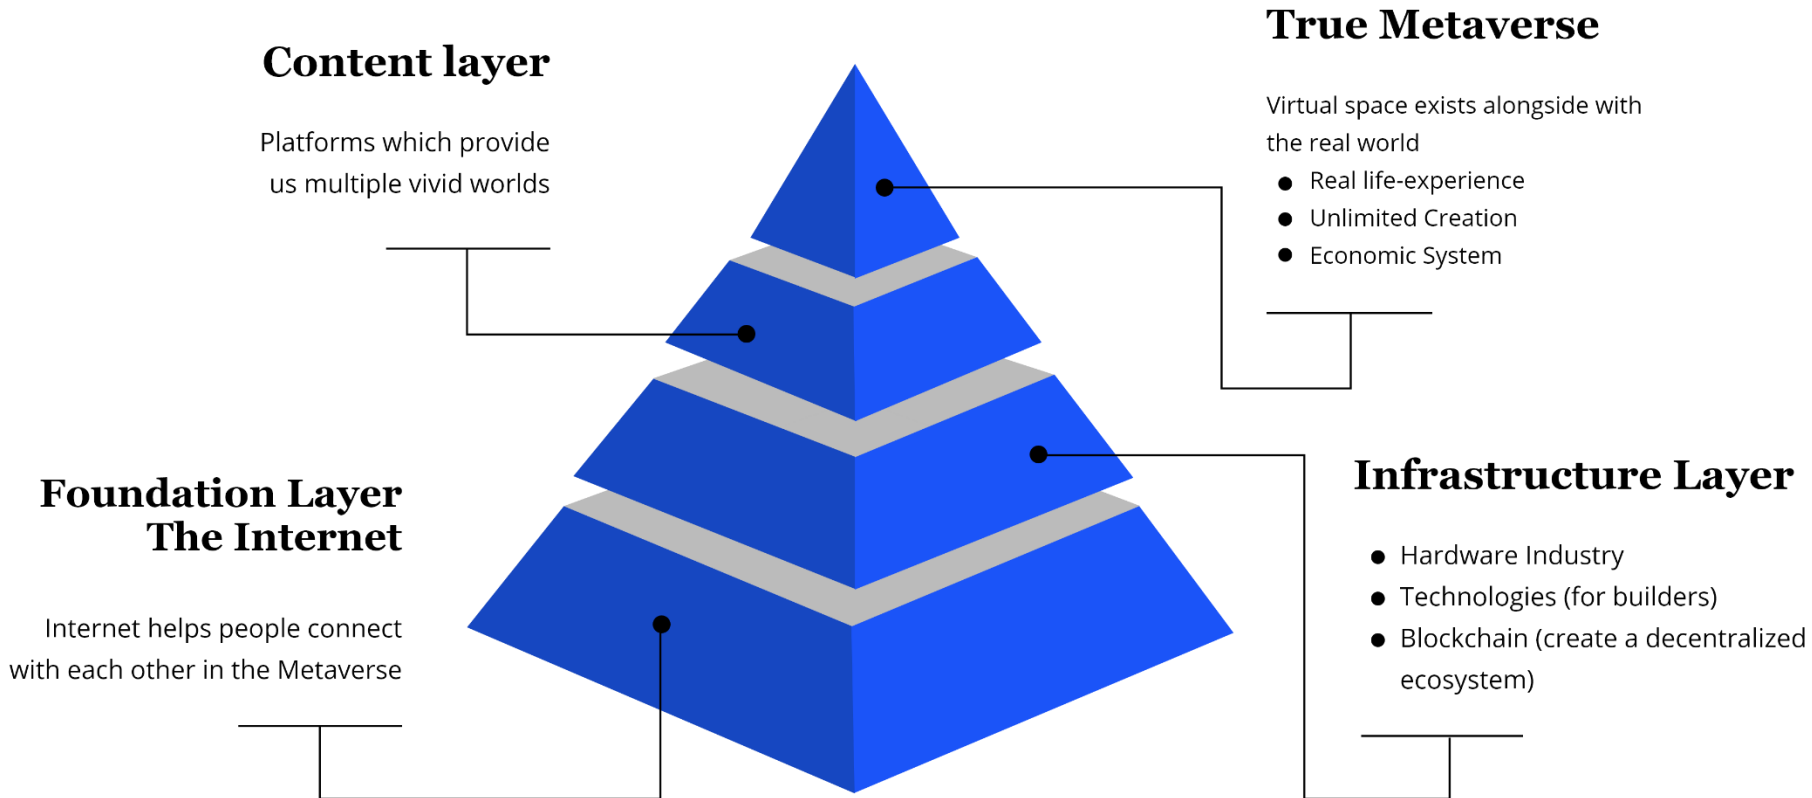 Content layer
Platforms which provide
us multiple vivid worlds
True Metaverse
Virtual space exists alongside with
the real world
● Real life-experience
● Unlimited Creation
● Economic System
Foundation Layer
The Internet
Internet helps people connect
with each other in the Metaverse
Infrastructure Layer
● Hardware Industry
● Technologies (for builders)
● Blockchain (create a decentralized
ecosystem)